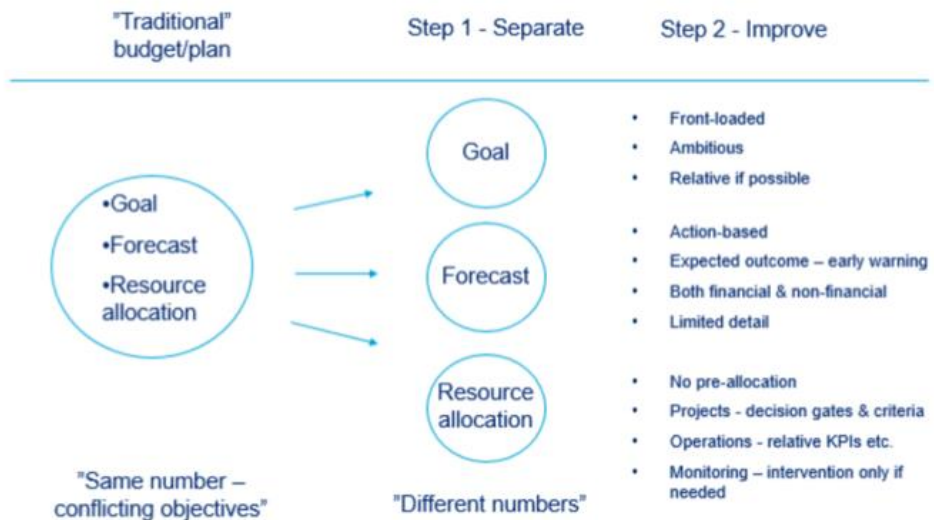 "Traditional"
budget/plan
Step 1 - Separate
Step 2 - Improve
•Goal
•Forecast
•Resource
allocation
"Same number –
conflicting objectives"
Goal
Forecast
Resource
allocation
"Different numbers"
• Front-loaded
• Ambitious
• Relative if possible
• Action-based
• Expected outcome – early warning
• Both financial & non-financial
• Limited detail
• No pre-allocation
• Projects - decision gates & criteria
• Operations - relative KPIs etc.
• Monitoring – intervention only if
needed